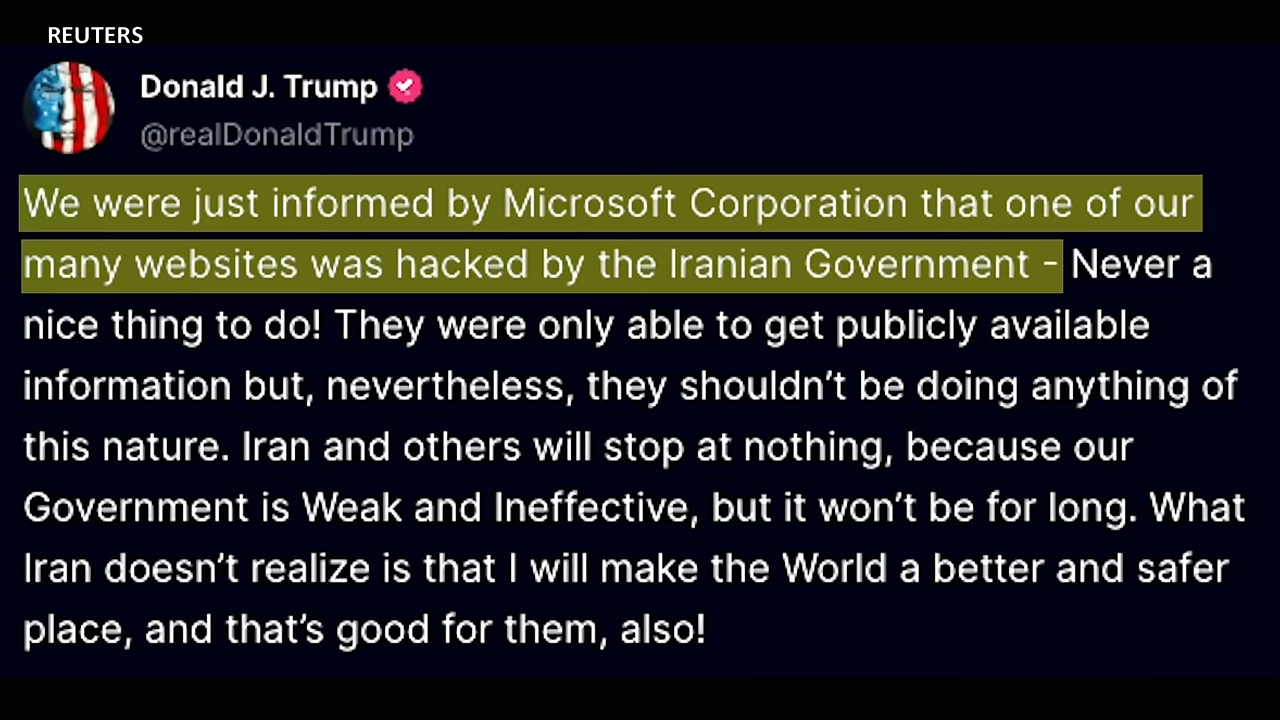 REUTERS
Donald J. Trump
@realDonaldTrump
We were just informed by Microsoft Corporation that one of our
many websites was hacked by the Iranian Government - Never a
nice thing to do! They were only able to get publicly available
information but, nevertheless, they shouldn't be doing anything of
this nature. Iran and others will stop at nothing, because our
Government is Weak and Ineffective, but it won't be for long. What
Iran doesn't realize is that I will make the World a better and safer
place, and that's good for them, also!